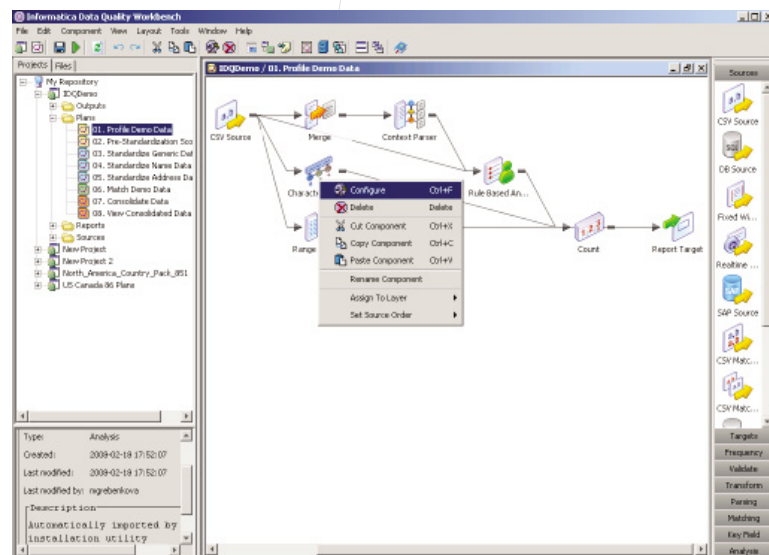 Informatica Data Quality Workbench
File Edit Component View Layout Tools Window Help
Projects Files
My Repository
IDQDemo
Outputs
Plans
01. Profile Demo Data
02. Pre-Standardization Sco
03. Standardize Generic Dat
04. Standardize Name Data
05. Standardize Address Da
06. Match Demo Data
07. Consolidate Data
08. View Consolidated Data
Reports
Sources
New Project
New Project 2
North_America_Country_Pack_851
US Canada 86 Plans
Type: Analysis
Created: 2008-02-18 17:52:07
Last modified: 2008-02-18 17:52:07
Last modified by: mgrebenkova
Description
Automatically imported by
installation utility
IDQDemo / 01. Profile Demo Data
CSV Source
Merge
Context Parser
Charact
Rule Based An...
Range
Count
Report Target
Configure Ctrl+F
Delete Delete
Cut Component Ctrl+X
Copy Component Ctrl+C
Paste Component Ctrl+V
Rename Component
Assign To Layer
Set Source Order
Sources
CSV Source
DB Source
Fixed Wi...
Realtime ...
SAP Source
CSV Matc...
CSV Matc...
Targets
Frequency
Validate
Transform
Parsing
Matching
Key Field
Analysis